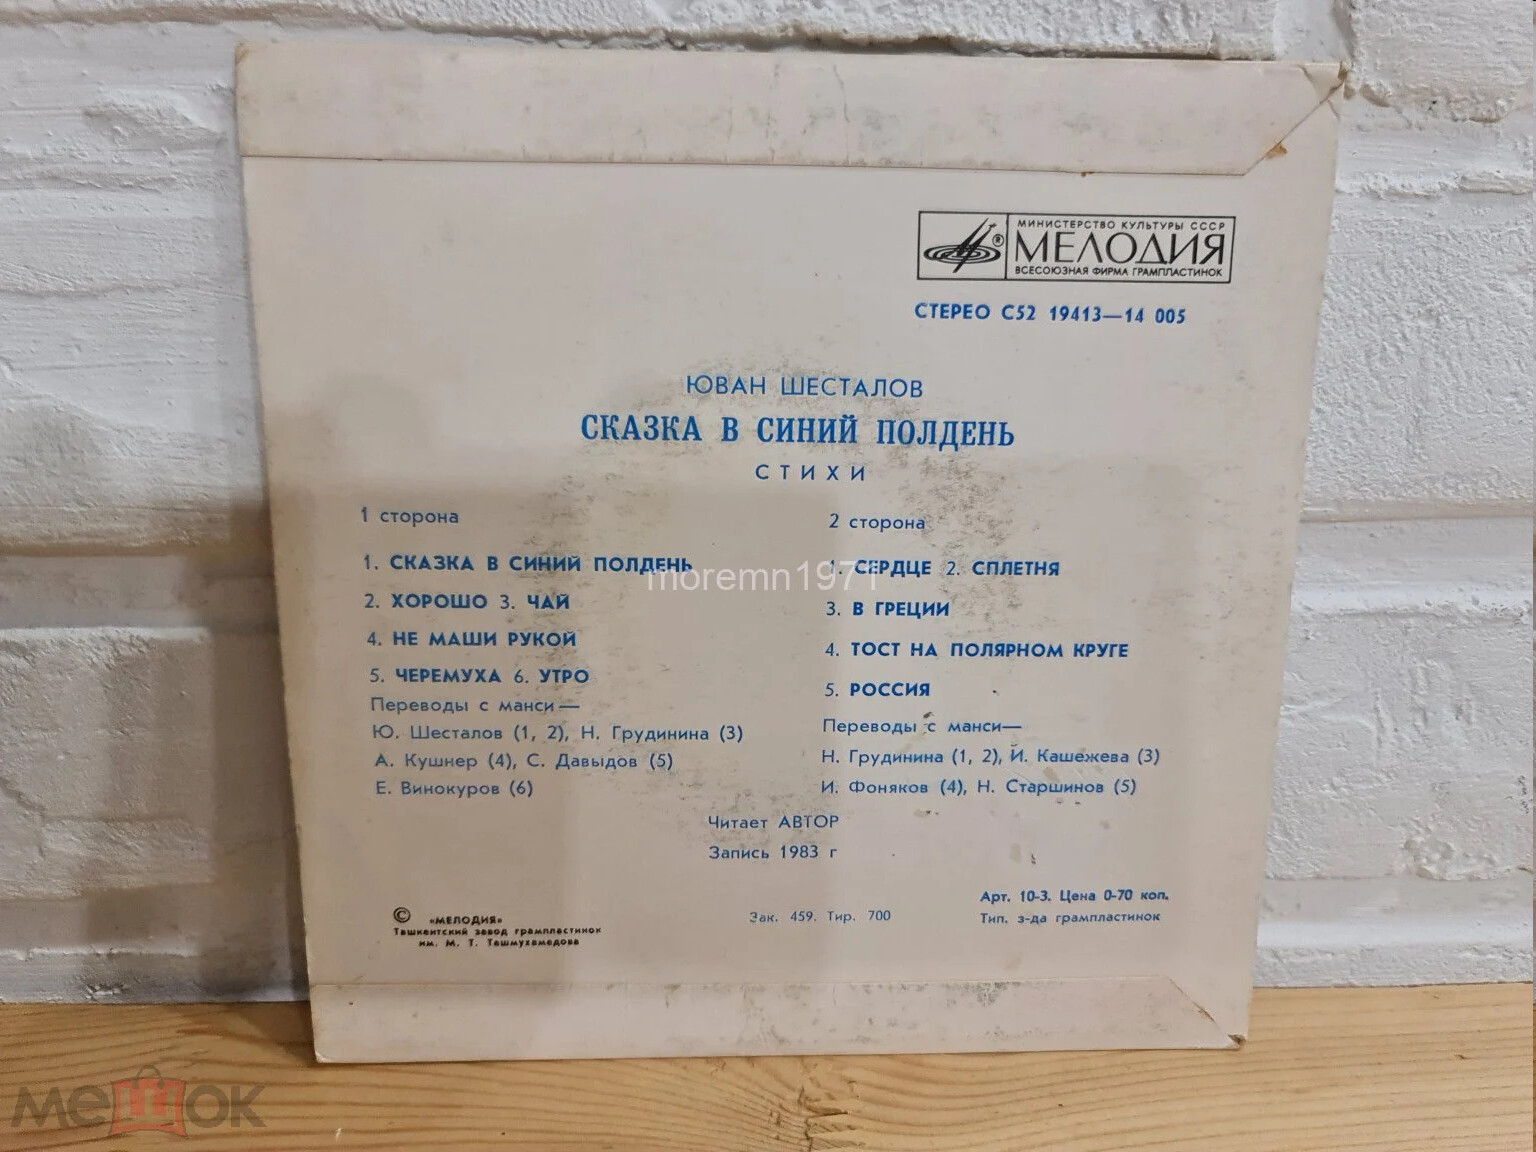 МИНИСТЕРСТВО КУЛЬТУРЫ СССР
МЕЛОДИЯ
®
ВСЕСОЮЗНАЯ ФИРМА ГРАМПЛАСТИНОК
СТЕРЕО С52 19413—14 005
ЮВАН ШЕСТАЛОВ
СКАЗКА В СИНИЙ ПОЛДЕНЬ
СТИХИ
1 сторона
1. СКАЗКА В СИНИЙ ПОЛДЕНЬ
2. ХОРОШО 3. ЧАЙ
4. НЕ МАШИ РУКОЙ
5. ЧЕРЕМУХА 6. УТРО
Переводы с манси—
Ю. Шесталов (1, 2), Н. Грудинина (3)
А. Кушнер (4), С. Давыдов (5)
Е. Винокуров (6)
2 сторона
1. СЕРДЦЕ 2. СПЛЕТНЯ
3. В ГРЕЦИИ
4. ТОСТ НА ПОЛЯРНОМ КРУГЕ
5. РОССИЯ
Переводы с манси—
Н. Грудинина (1, 2), И. Кашежева (3)
И. Фоняков (4), Н. Старшинов (5)
moremn1971
Читает АВТОР
Запись 1983 г
© «МЕЛОДИЯ»
Ташкентский завод грампластинок
им. М. Т. Ташмухамедова
Зак. 459. Тир. 700
Арт. 10-3. Цена 0-70 коп.
Тип. з-да грампластинок
мешок